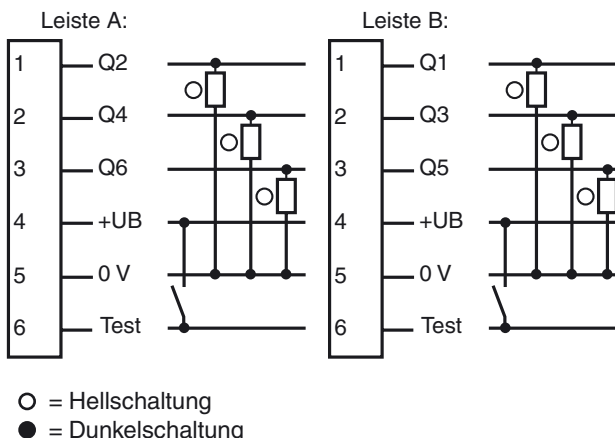 Leiste A:
1 Q2
2 Q4
3 Q6
4 +UB
5 0 V
6 Test
Leiste B:
1 Q1
2 Q3
3 Q5
4 +UB
5 0 V
6 Test
= Hellschaltung
= Dunkelschaltung